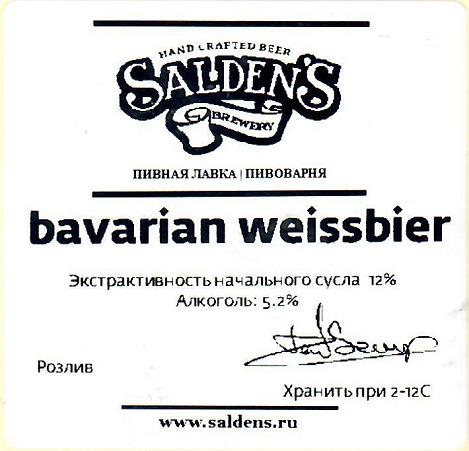 HAND CRAFTED BEER
SALDEN'S
BREWERY
ПИВНАЯ ЛАВКА | ПИВОВАРНЯ
bavarian weissbier
Экстрактивность начального сусла 12%
Алкоголь: 5.2%
Розлив
Хранить при 2-12С
www.saldens.ru